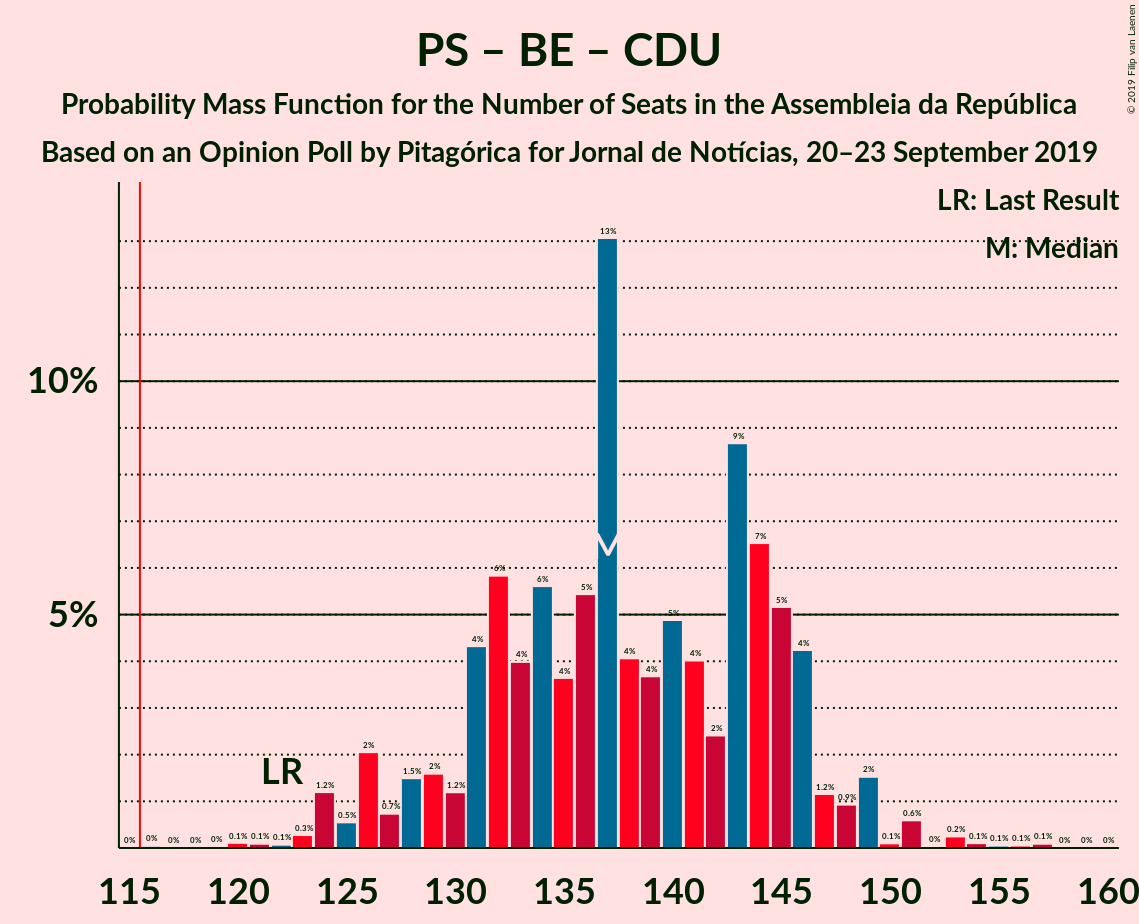 PS – BE – CDU
Probability Mass Function for the Number of Seats in the Assembleia da República
Based on an Opinion Poll by Pitagórica for Jornal de Notícias, 20–23 September 2019
© 2019 Filip van Laenen
LR: Last Result
M: Median
10%
5%
LR
M
0% 0% 0% 0% 0% 0.1% 0.1% 0.1% 0.3% 1.2% 0.5% 2% 0.7% 1.5% 2% 1.2% 4% 6% 4% 6% 4% 5% 13% 4% 4% 5% 4% 2% 9% 7% 5% 4% 1.2% 0.9% 2% 0.1% 0.6% 0% 0.2% 0.1% 0.1% 0.1% 0.1% 0% 0% 0%
115 120 125 130 135 140 145 150 155 160